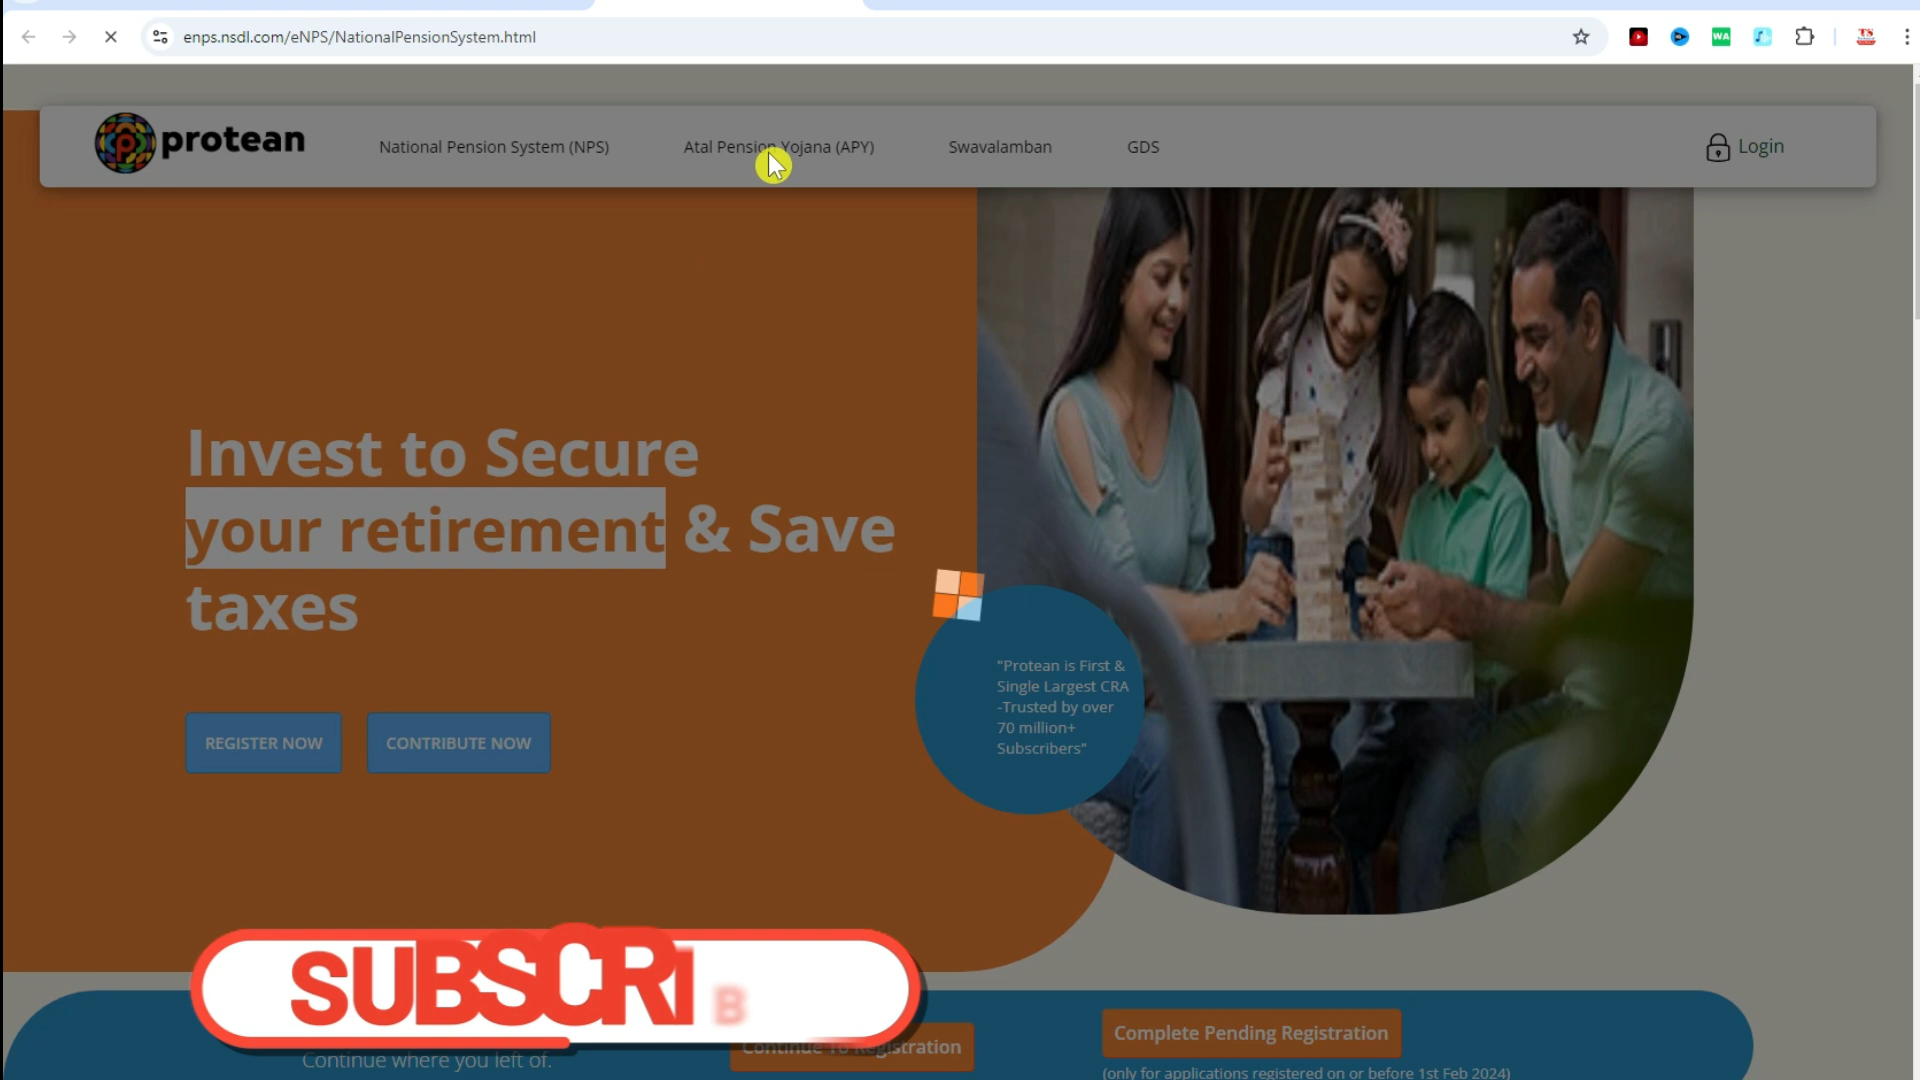 enps.nsdl.com/eNPS/NationalPensionSystem.html
WA
TS
protean
National Pension System (NPS)
Atal Pension Yojana (APY)
Swavalamban
GDS
Login
Invest to Secure
your retirement & Save
taxes
"Protean is First &
Single Largest CRA
-Trusted by over
70 million+
Subscribers"
REGISTER NOW
CONTRIBUTE NOW
SUBSCRIB
Continue where you left of.
Continue To Registration
Complete Pending Registration
(only for applications registered on or before 1st Feb 2024)